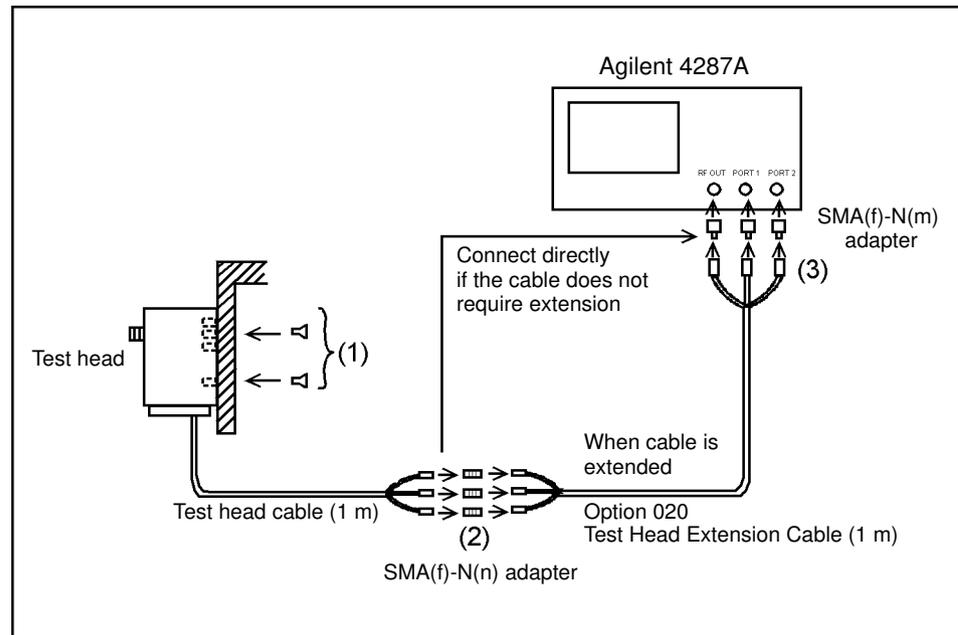 Agilent 4287A
RF OUT PORT 1 PORT 2
SMA(f)-N(m)
adapter
(3)
Connect directly
if the cable does not
require extension
Test head
(1)
When cable is
extended
Test head cable (1 m)
Option 020
Test Head Extension Cable (1 m)
(2)
SMA(f)-N(n) adapter